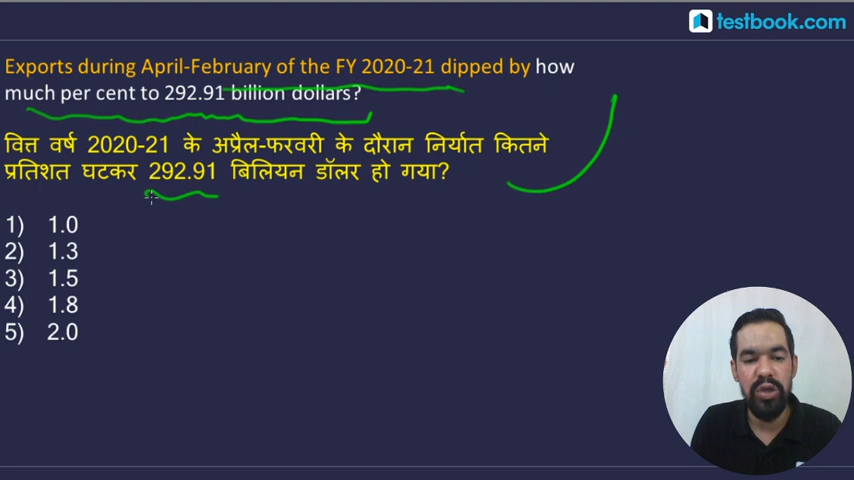 testbook.com
Exports during April-February of the FY 2020-21 dipped by how
much per cent to 292.91 billion dollars?
वित्त वर्ष 2020-21 के अप्रैल-फरवरी के दौरान निर्यात कितने
प्रतिशत घटकर 292.91 बिलियन डॉलर हो गया?
1) 1.0
2) 1.3
3) 1.5
4) 1.8
5) 2.0